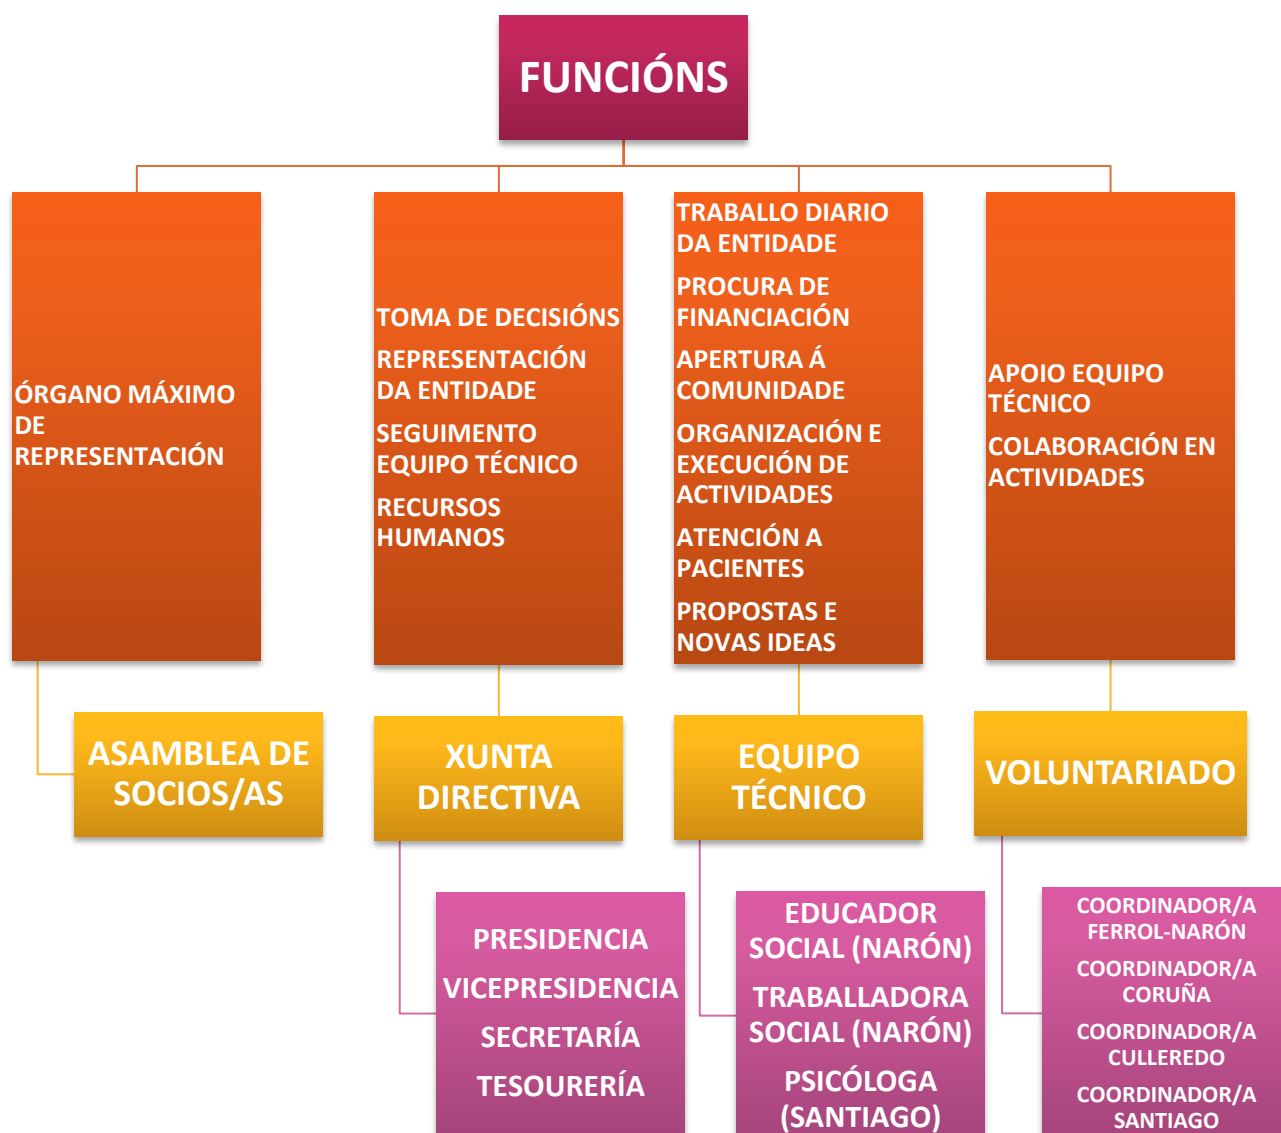 FUNCIÓNS
ÓRGANO MÁXIMO
DE
REPRESENTACIÓN
TOMA DE DECISIÓNS
REPRESENTACIÓN
DA ENTIDADE
SEGUIMENTO
EQUIPO TÉCNICO
RECURSOS
HUMANOS
TRABALLO DIARIO
DA ENTIDADE
PROCURA DE
FINANCIACIÓN
APERTURA Á
COMUNIDADE
ORGANIZACIÓN E
EXECUCIÓN DE
ACTIVIDADES
ATENCIÓN A
PACIENTES
PROPOSTAS E
NOVAS IDEAS
APOIO EQUIPO
TÉCNICO
COLABORACIÓN EN
ACTIVIDADES
ASAMBLEA DE
SOCIOS/AS
XUNTA
DIRECTIVA
EQUIPO
TÉCNICO
VOLUNTARIADO
PRESIDENCIA
VICEPRESIDENCIA
SECRETARÍA
TESOURERÍA
EDUCADOR
SOCIAL (NARÓN)
TRABALLADORA
SOCIAL (NARÓN)
PSICÓLOGA
(SANTIAGO)
COORDINADOR/A
FERROL-NARÓN
COORDINADOR/A
CORUÑA
COORDINADOR/A
CULLEREDO
COORDINADOR/A
SANTIAGO